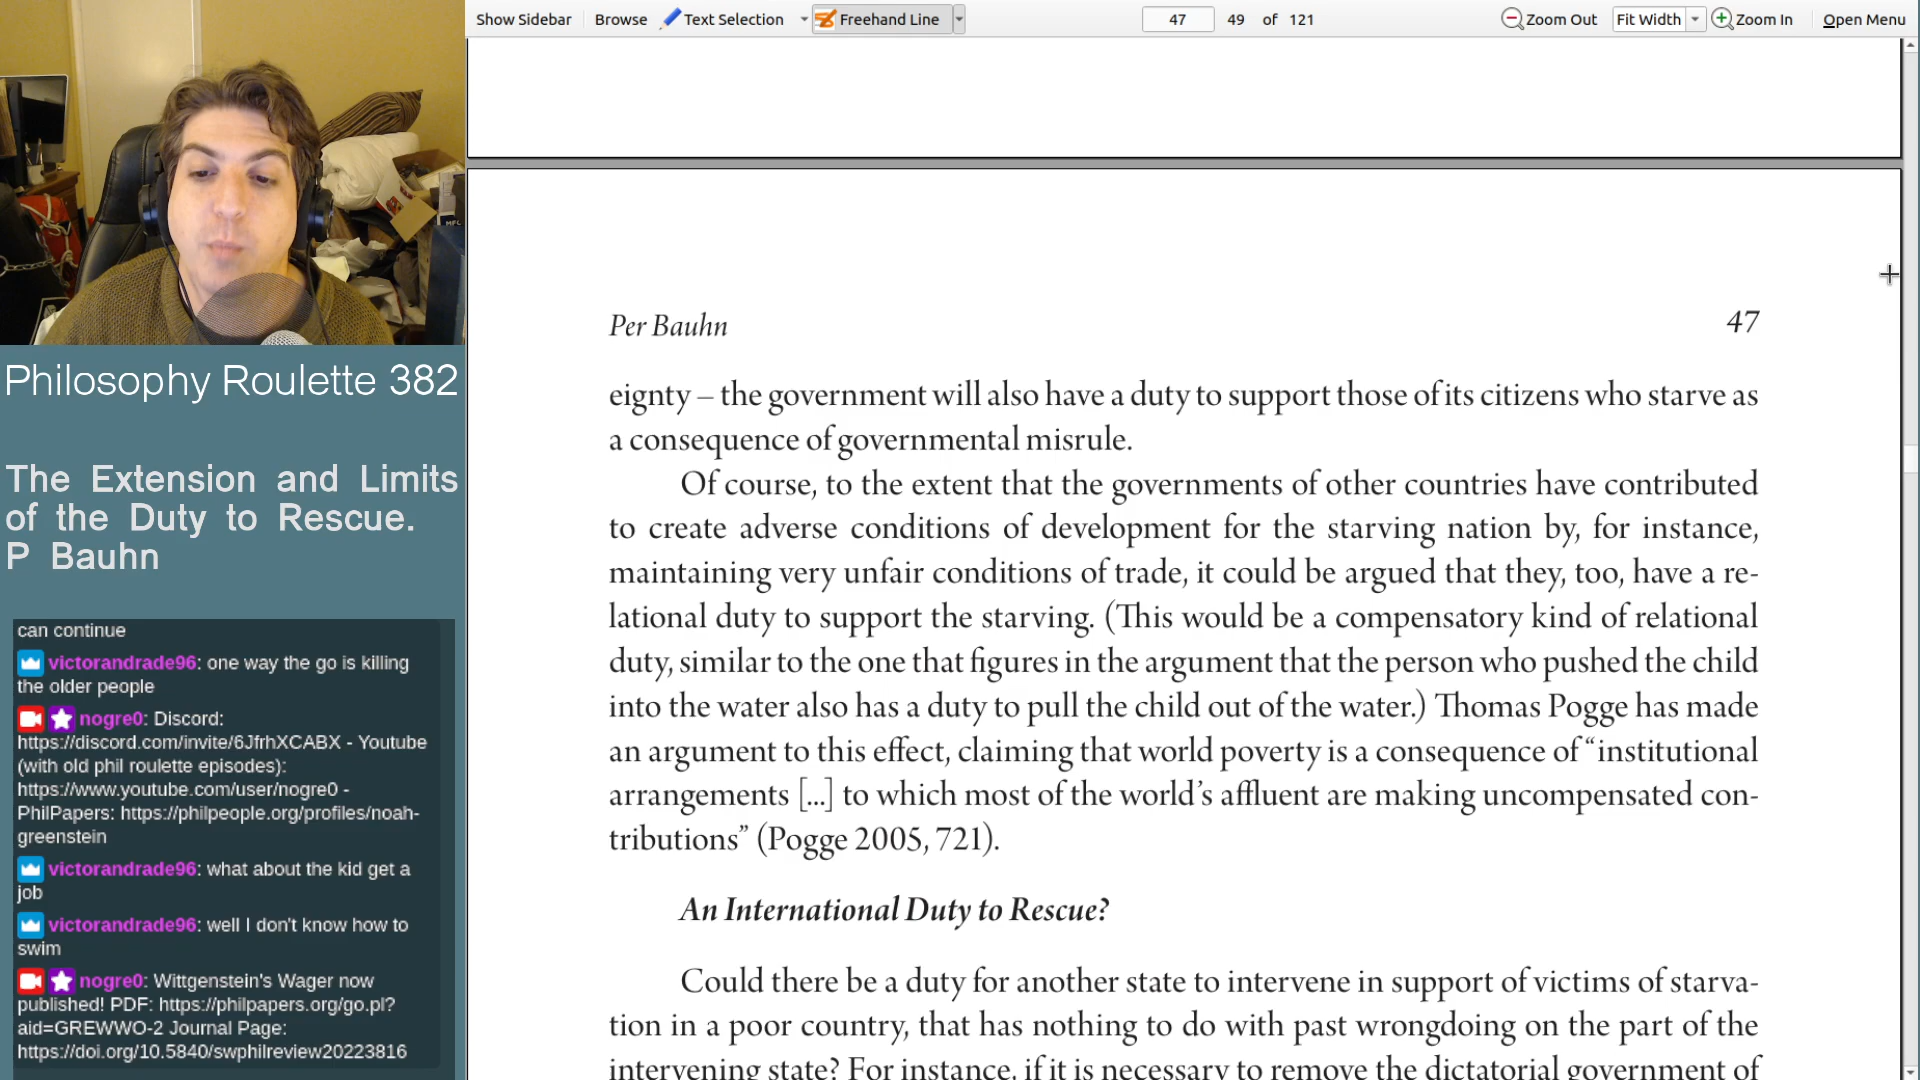 Show Sidebar Browse Text Selection Freehand Line 47 49 of 121 Zoom Out Fit Width Zoom In Open Menu
Per Bauhn 47
eignty – the government will also have a duty to support those of its citizens who starve as
a consequence of governmental misrule.
Of course, to the extent that the governments of other countries have contributed
to create adverse conditions of development for the starving nation by, for instance,
maintaining very unfair conditions of trade, it could be argued that they, too, have a re-
lational duty to support the starving. (This would be a compensatory kind of relational
duty, similar to the one that figures in the argument that the person who pushed the child
into the water also has a duty to pull the child out of the water.) Thomas Pogge has made
an argument to this effect, claiming that world poverty is a consequence of “institutional
arrangements [...] to which most of the world’s affluent are making uncompensated con-
tributions” (Pogge 2005, 721).
An International Duty to Rescue?
Could there be a duty for another state to intervene in support of victims of starva-
tion in a poor country, that has nothing to do with past wrongdoing on the part of the
intervening state? For instance, if it is necessary to remove the dictatorial government of
Philosophy Roulette 382
The Extension and Limits
of the Duty to Rescue.
P Bauhn
can continue
victorandrade96: one way the go is killing
the older people
nogre0: Discord:
https://discord.com/invite/6JfrhXCABX - Youtube
(with old phil roulette episodes):
https://www.youtube.com/user/nogre0 -
PhilPapers: https://philpeople.org/profiles/noah-
greenstein
victorandrade96: what about the kid get a
job
victorandrade96: well I don't know how to
swim
nogre0: Wittgenstein's Wager now
published! PDF: https://philpapers.org/go.pl?
aid=GREWWO-2 Journal Page:
https://doi.org/10.5840/swphilreview20223816